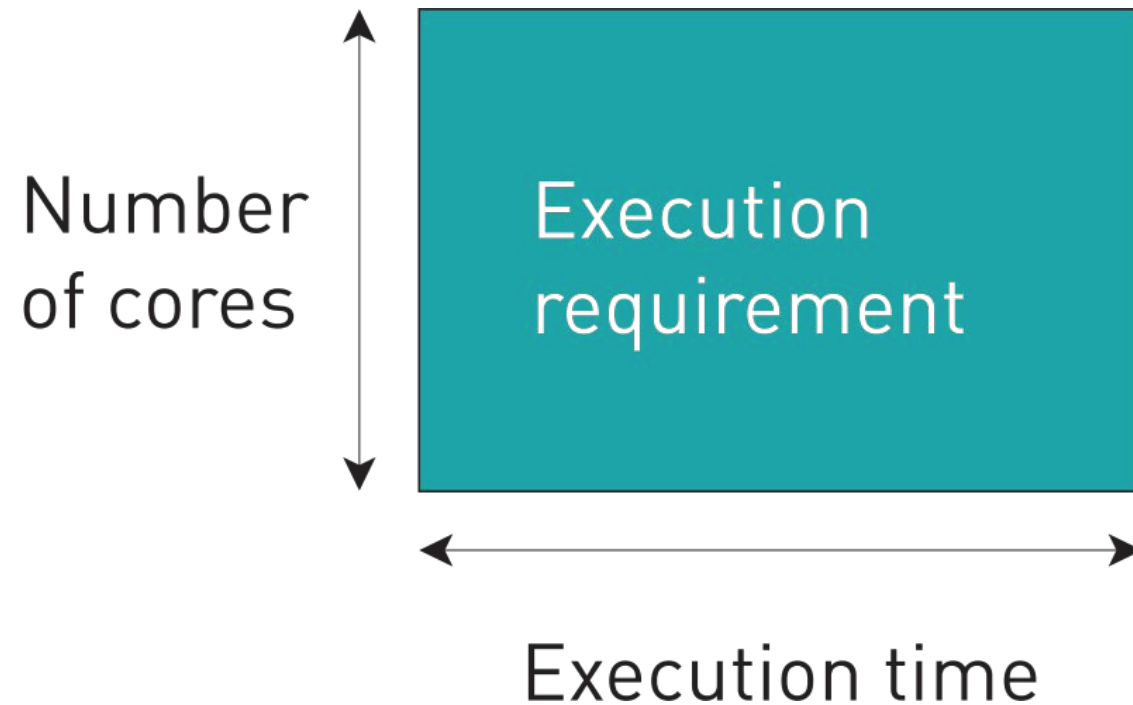 Number
of cores
Execution
requirement
Execution time